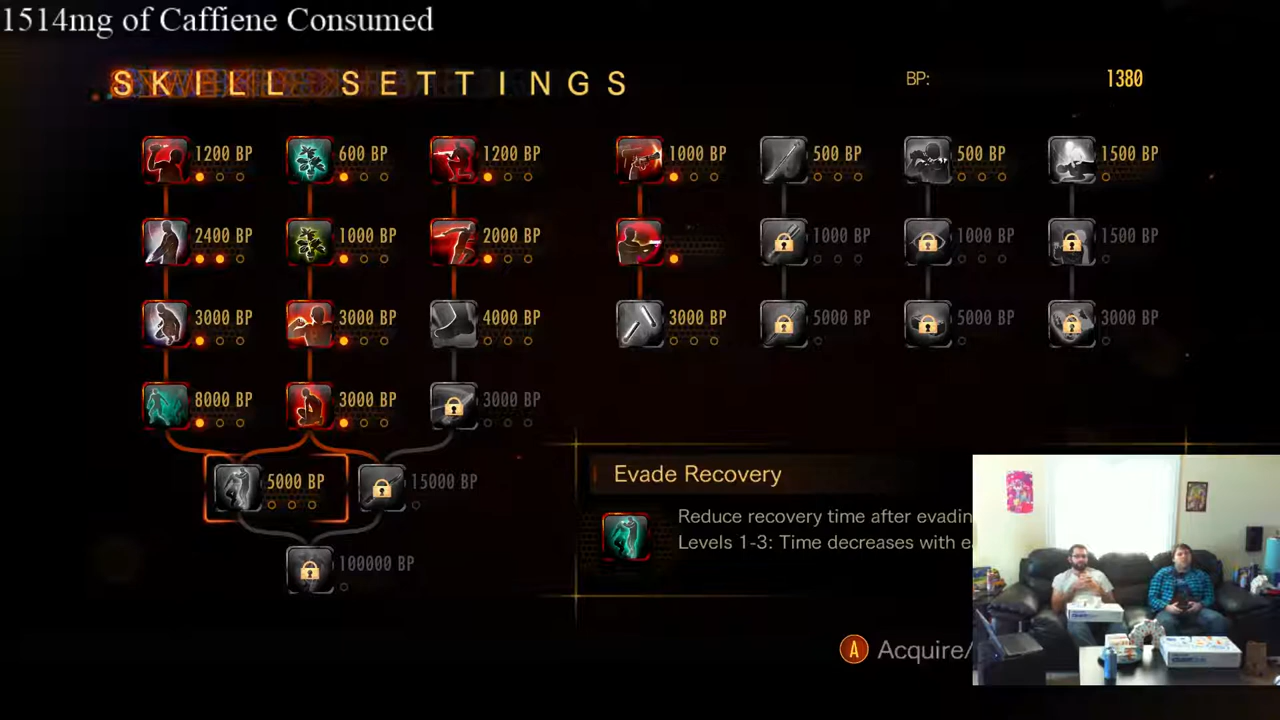 1514mg of Caffiene Consumed
SKILL SETTINGS
BP: 1380
1200 BP 600 BP 1200 BP 1000 BP 500 BP 500 BP 1500 BP
2400 BP 1000 BP 2000 BP 1000 BP 1000 BP 1500 BP
3000 BP 3000 BP 4000 BP 3000 BP 5000 BP 5000 BP 3000 BP
8000 BP 3000 BP 3000 BP
5000 BP 15000 BP
100000 BP
Evade Recovery
Reduce recovery time after evadin
Levels 1-3: Time decreases with e
A Acquire/